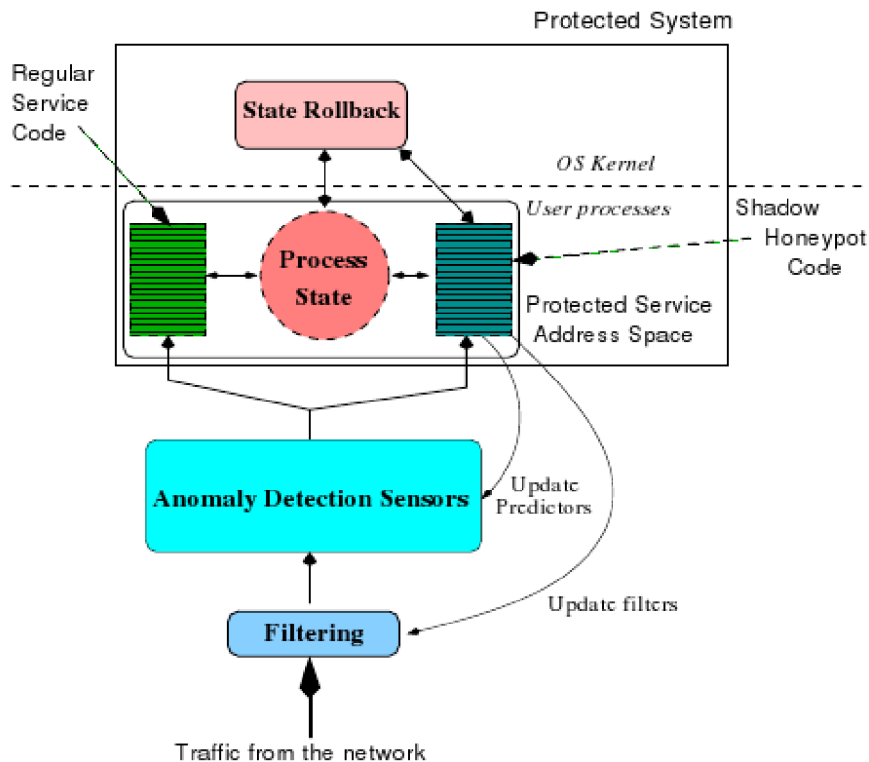 Protected System
Regular
Service
Code
State Rollback
OS Kernel
User processes
Shadow
Honeypot
Code
Process
State
Protected Service
Address Space
Anomaly Detection Sensors
Update
Predictors
Update filters
Filtering
Traffic from the network